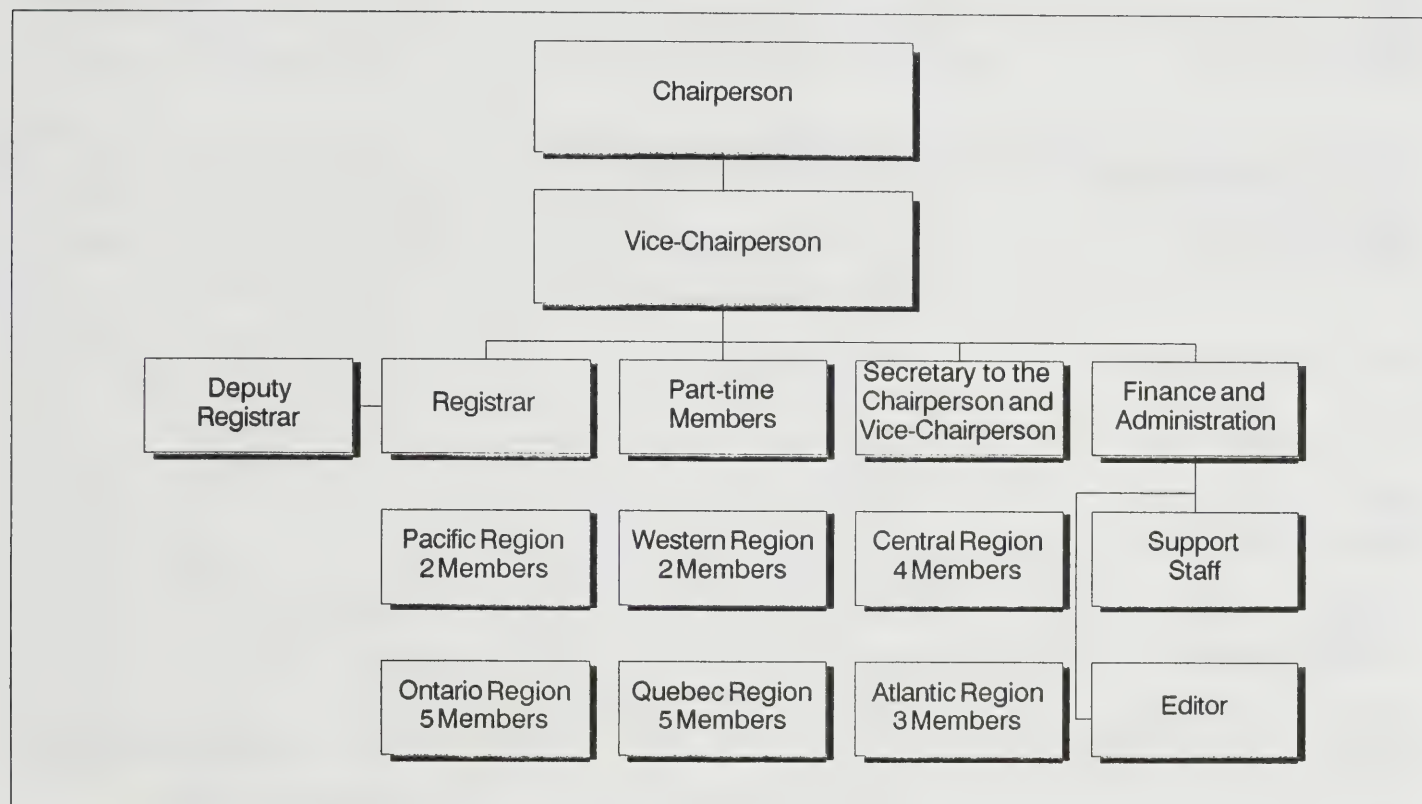 Chairperson
Vice-Chairperson
Deputy
Registrar
Registrar
Part-time
Members
Secretary to the
Chairperson and
Vice-Chairperson
Finance and
Administration
Pacific Region
2 Members
Western Region
2 Members
Central Region
4 Members
Support
Staff
Ontario Region
5 Members
Quebec Region
5 Members
Atlantic Region
3 Members
Editor